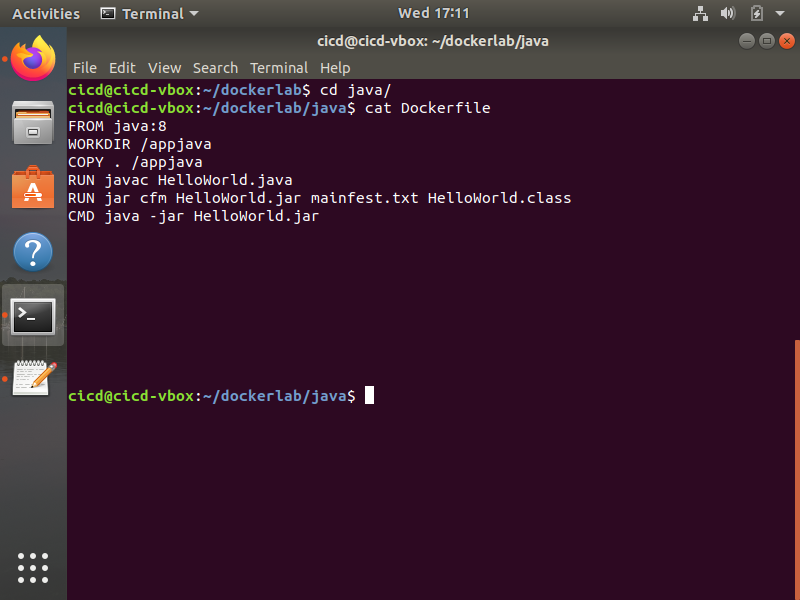 Activities Terminal Wed 17:11
cicd@cicd-vbox: ~/dockerlab/java
File Edit View Search Terminal Help
cicd@cicd-vbox:~/dockerlab$ cd java/
cicd@cicd-vbox:~/dockerlab/java$ cat Dockerfile
FROM java:8
WORKDIR /appjava
COPY . /appjava
RUN javac HelloWorld.java
RUN jar cfm HelloWorld.jar mainfest.txt HelloWorld.class
CMD java -jar HelloWorld.jar
cicd@cicd-vbox:~/dockerlab/java$